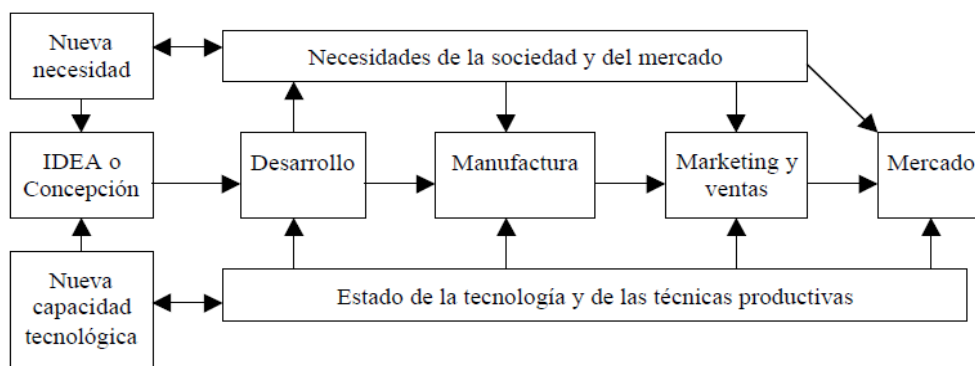 Nueva
necesidad
Necesidades de la sociedad y del mercado
IDEA o
Concepción
Desarrollo
Manufactura
Marketing y
ventas
Mercado
Nueva
capacidad
tecnológica
Estado de la tecnología y de las técnicas productivas